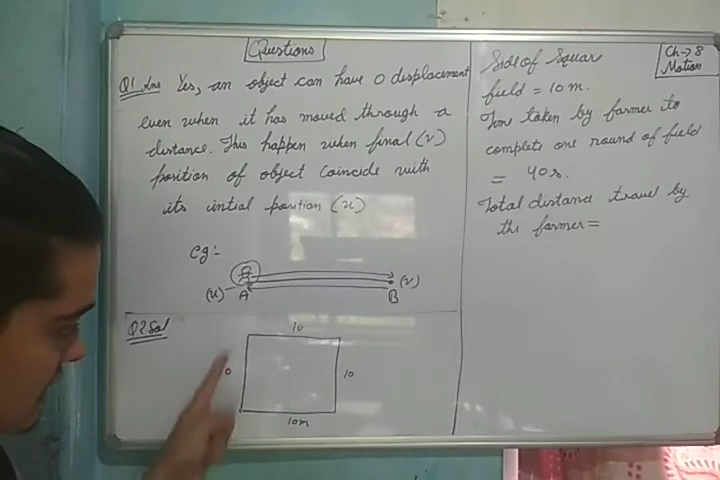 Questions
Q1 Ans Yes, an object can have 0 displacement
even when it has moved through a
distance. This happen when final (v)
position of object coincide with
its intial position (u)
eg:-
(u) A
B (v)
Q2 Sol
10
0
10
10m
Ch→8
Motion
Side of Square
field = 10 m.
Time taken by farmer to
complete one round of field
= 40s.
Total distance travel by
the farmer =